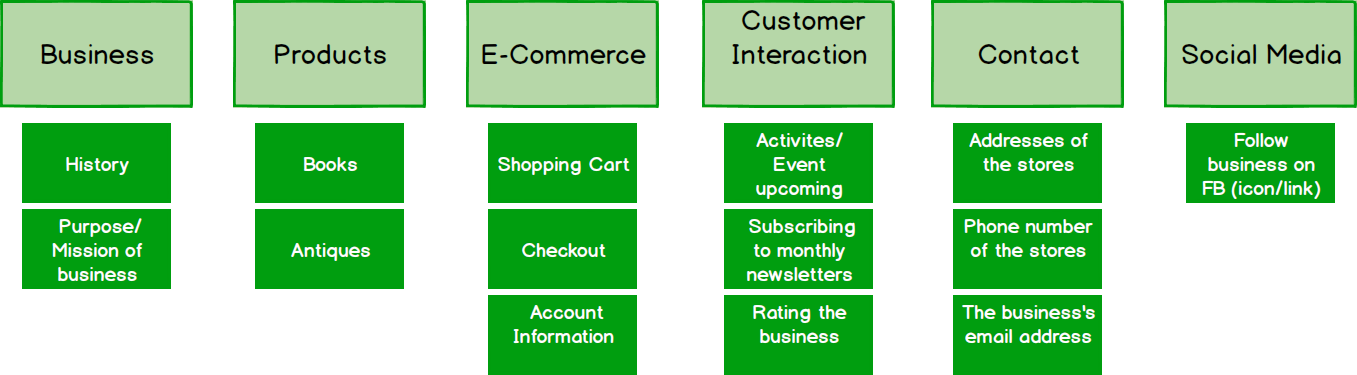 Business
History
Purpose/
Mission of
business
Products
Books
Antiques
E-Commerce
Shopping Cart
Checkout
Account
Information
Customer
Interaction
Activites/
Event
upcoming
Subscribing
to monthly
newsletters
Rating the
business
Contact
Addresses of
the stores
Phone number
of the stores
The business's
email address
Social Media
Follow
business on
FB (icon/link)